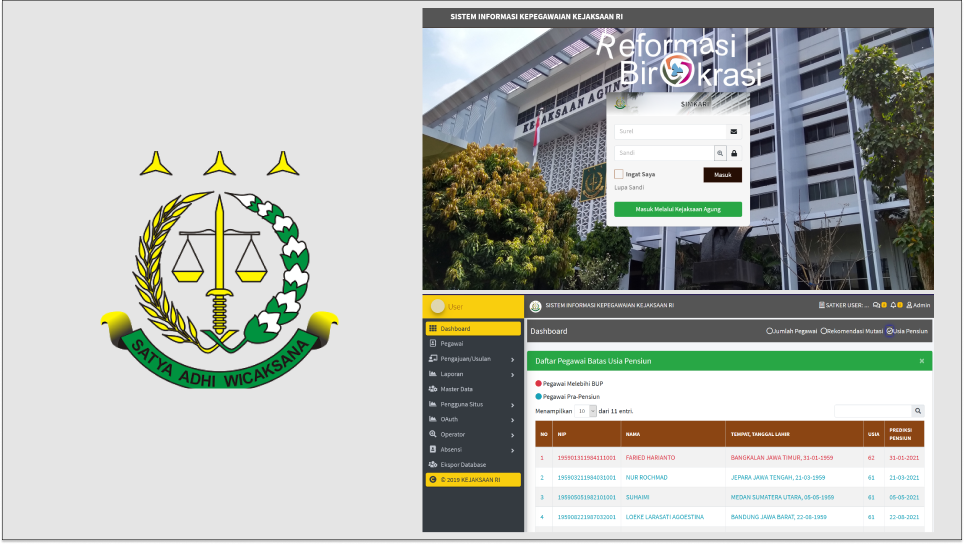 SATYA ADHI WICAKSANA
SISTEM INFORMASI KEPEGAWAIAN KEJAKSAAN RI
Reformasi
Birokrasi
KEJAKSAAN AGUNG
SIMKARI
Surel
Sandi
Ingat Saya
Masuk
Lupa Sandi
Masuk Melalui Kejaksaan Agung
User
SISTEM INFORMASI KEPEGAWAIAN KEJAKSAAN RI
SATKER USER: ... 0 0 Admin
Dashboard
Pegawai
Pengajuan/Usulan
Laporan
Master Data
Pengguna Situs
OAuth
Operator
Absensi
Ekspor Database
© 2019 KEJAKSAAN RI
Dashboard
Jumlah Pegawai Rekomendasi Mutasi Usia Pensiun
Daftar Pegawai Batas Usia Pensiun ×
Pegawai Melebihi BUP
Pegawai Pra-Pensiun
Menampilkan 10 dari 11 entri.
NO NIP NAMA TEMPAT, TANGGAL LAHIR USIA PREDIKSI PENSIUN
1 195901311984111001 FARIED HARIANTO BANGKALAN JAWA TIMUR, 31-01-1959 62 31-01-2021
2 195903211984031001 NUR ROCHMAD JEPARA JAWA TENGAH, 21-03-1959 61 21-03-2021
3 195905051982101001 SUHAIMI MEDAN SUMATERA UTARA, 05-05-1959 61 05-05-2021
4 195908221987032001 LOEKE LARASATI AGOESTINA BANDUNG JAWA BARAT, 22-08-1959 61 22-08-2021